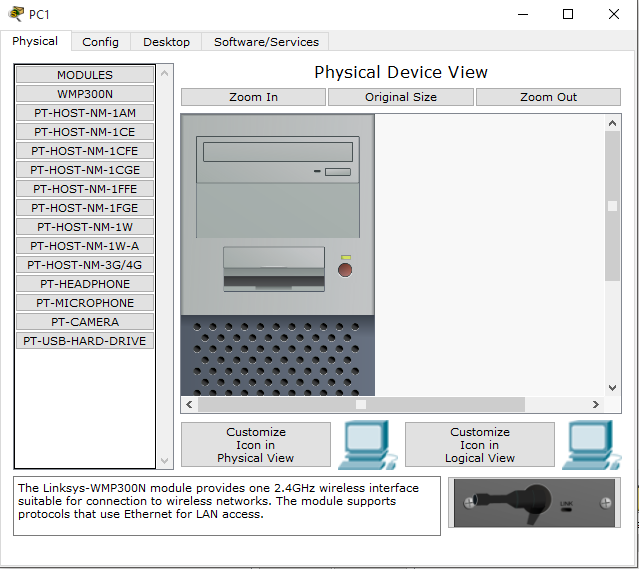 PC1
Physical
Config
Desktop
Software/Services
MODULES
WMP300N
PT-HOST-NM-1AM
PT-HOST-NM-1CE
PT-HOST-NM-1CFE
PT-HOST-NM-1CGE
PT-HOST-NM-1FFE
PT-HOST-NM-1FGE
PT-HOST-NM-1W
PT-HOST-NM-1W-A
PT-HOST-NM-3G/4G
PT-HEADPHONE
PT-MICROPHONE
PT-CAMERA
PT-USB-HARD-DRIVE
Physical Device View
Zoom In
Original Size
Zoom Out
Customize
Icon in
Physical View
Customize
Icon in
Logical View
The Linksys-WMP300N module provides one 2.4GHz wireless interface
suitable for connection to wireless networks. The module supports
protocols that use Ethernet for LAN access.
LINK